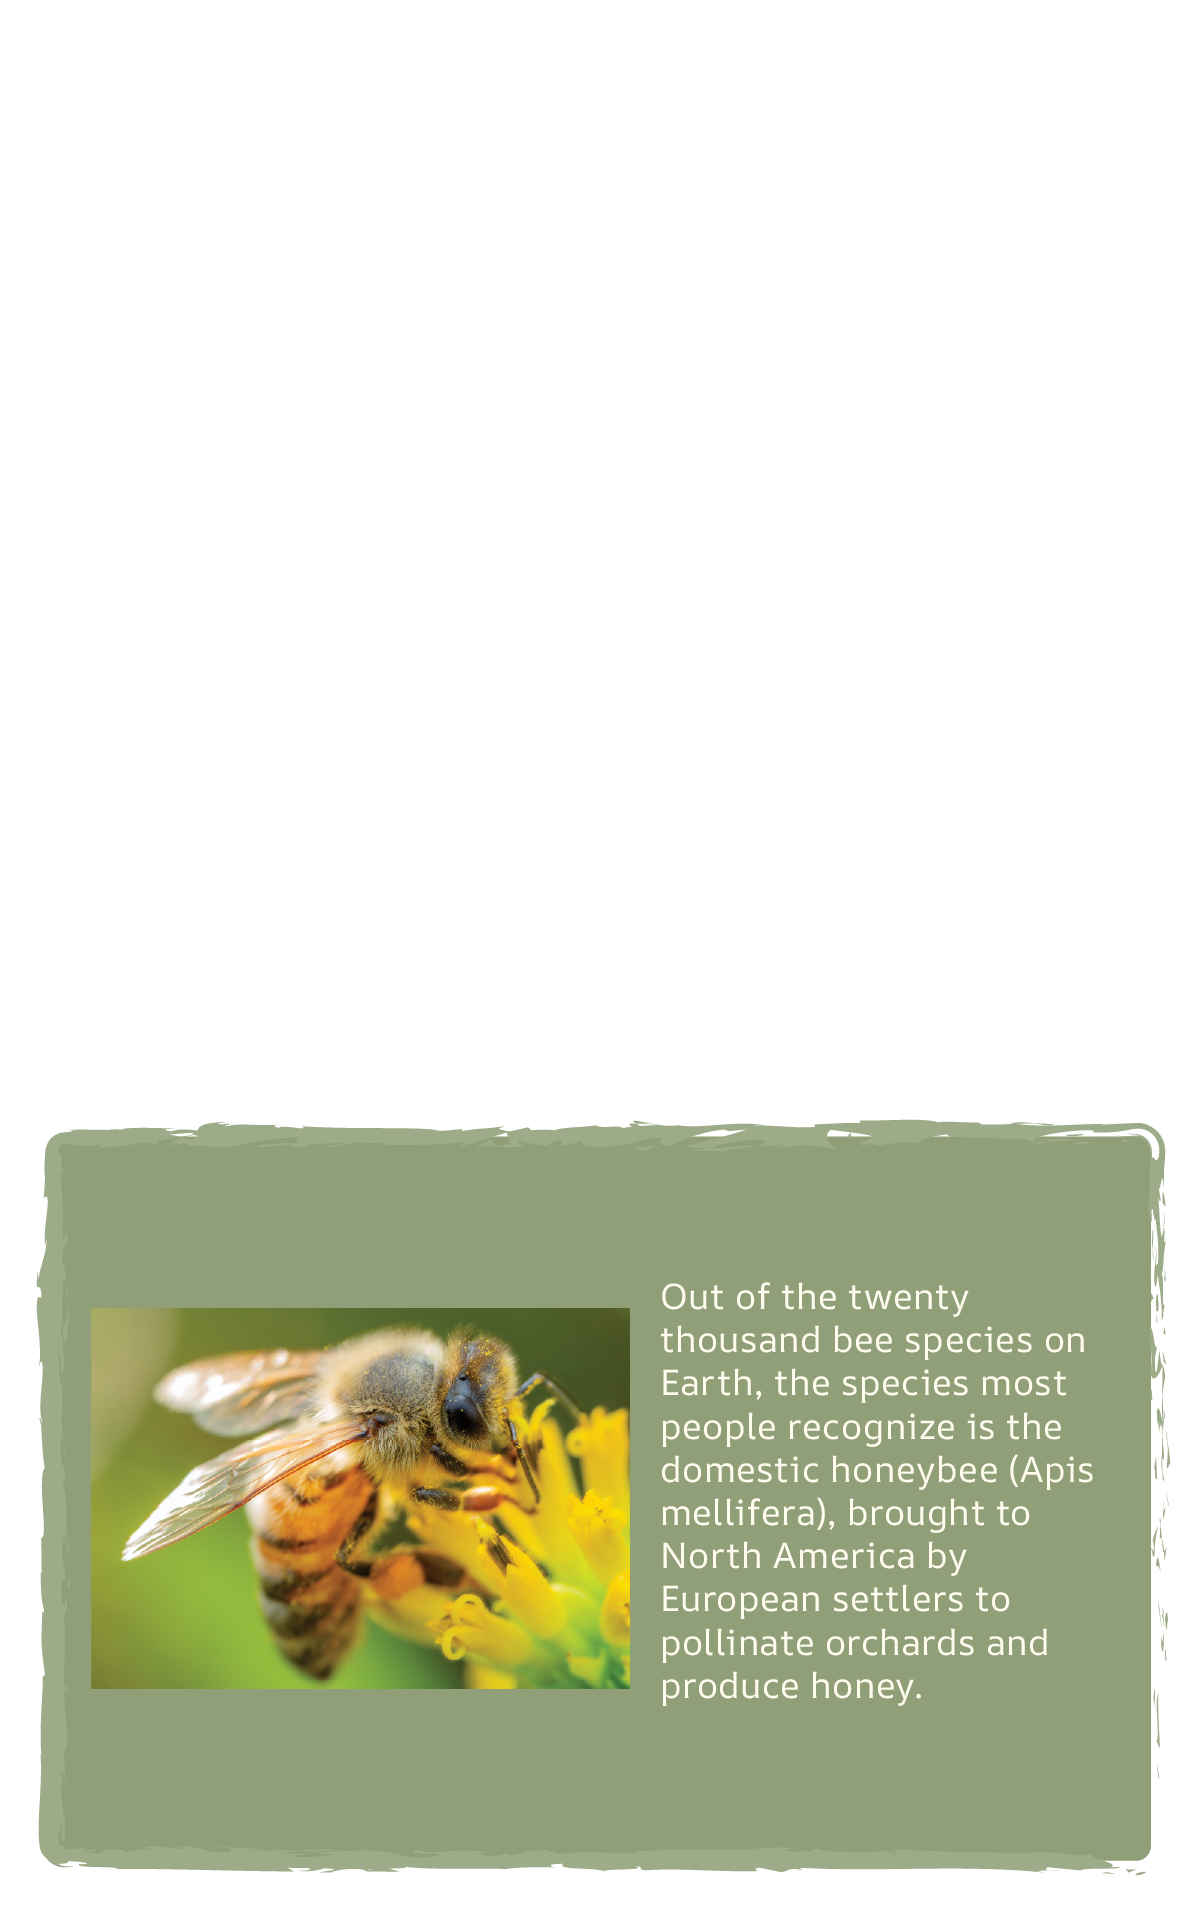 Out of the twenty
thousand bee species on
Earth, the species most
people recognize is the
domestic honeybee (Apis
mellifera), brought to
North America by
European settlers to
pollinate orchards and
produce honey.